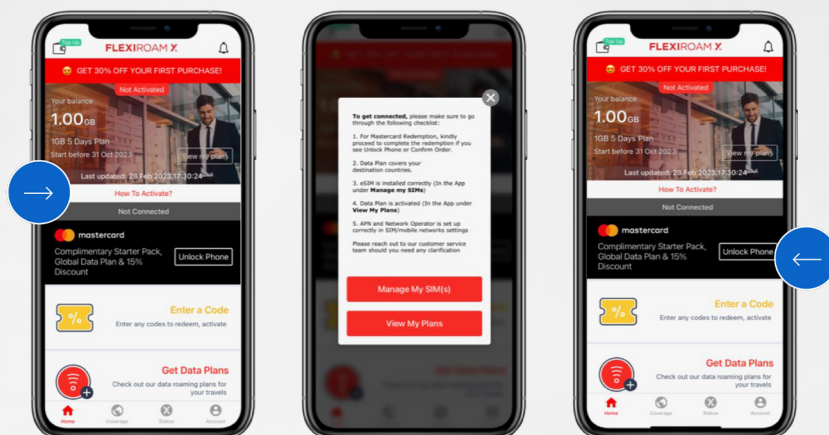 Top Up
FLEXIROAM X
GET 30% OFF YOUR FIRST PURCHASE!
Not Activated
Your balance
1.00GB
1GB 5 Days Plan
Start before 31 Oct 2023
View my plans
Last updated: 28 Feb 2023,17:30:24
How To Activate?
Not Connected
mastercard
Complimentary Starter Pack,
Global Data Plan & 15%
Discount
Unlock Phone
Enter a Code
Enter any codes to redeem, activate
Get Data Plans
Check out our data roaming plans for
your travels
Home
Coverage
Status
Account
To get connected, please make sure to go
through the following checklist:
1. For Mastercard Redemption, kindly
proceed to complete the redemption if you
see Unlock Phone or Confirm Order.
2. Data Plan covers your
destination countries.
3. eSIM is installed correctly (In the App
under Manage my SIMs)
4. Data Plan is activated (In the App under
View My Plans)
5. APN and Network Operator is set up
correctly in SIM/mobile networks settings
Please reach out to our customer service
team should you need any clarification
Manage My SIM(s)
View My Plans
Top Up
FLEXIROAM X
GET 30% OFF YOUR FIRST PURCHASE!
Not Activated
Your balance
1.00GB
1GB 5 Days Plan
Start before 31 Oct 2023
View my plans
Last updated: 28 Feb 2023,17:30:24
How To Activate?
Not Connected
mastercard
Complimentary Starter Pack,
Global Data Plan & 15%
Discount
Unlock Phone
Enter a Code
Enter any codes to redeem, activate
Get Data Plans
Check out our data roaming plans for
your travels
Home
Coverage
Status
Account